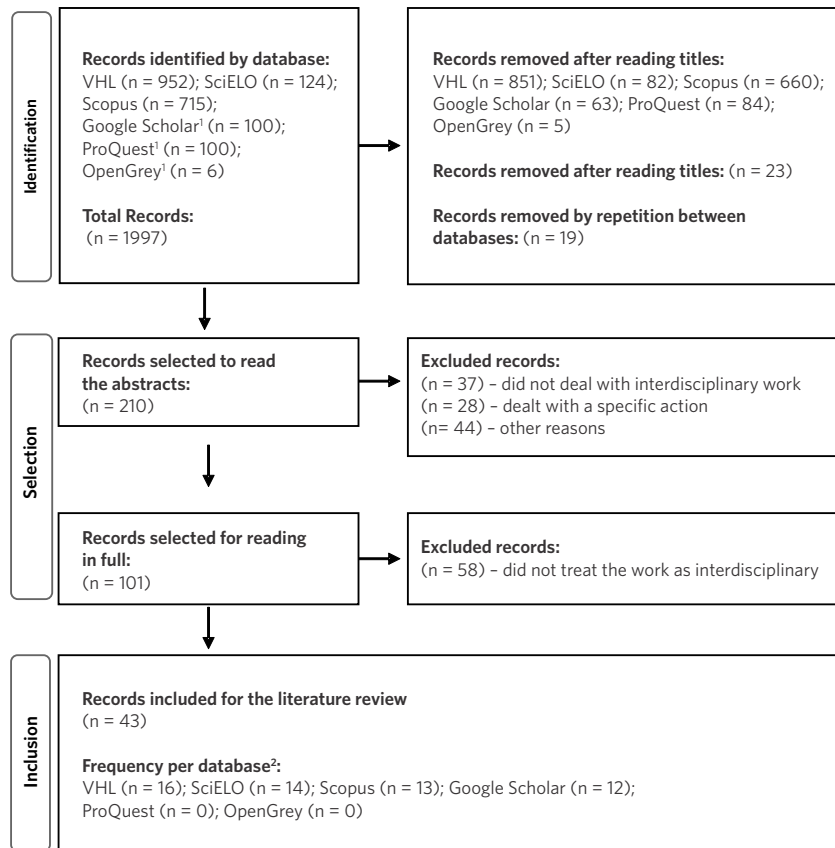 Identification
Records identified by database:
VHL (n = 952); SciELO (n = 124);
Scopus (n = 715);
Google Scholar¹ (n = 100);
ProQuest¹ (n = 100);
OpenGrey¹ (n = 6)
Total Records:
(n = 1997)
Records removed after reading titles:
VHL (n = 851); SciELO (n = 82); Scopus (n = 660);
Google Scholar (n = 63); ProQuest (n = 84);
OpenGrey (n = 5)
Records removed after reading titles: (n = 23)
Records removed by repetition between
databases: (n = 19)
Selection
Records selected to read
the abstracts:
(n = 210)
Excluded records:
(n = 37) – did not deal with interdisciplinary work
(n = 28) – dealt with a specific action
(n= 44) – other reasons
Records selected for reading
in full:
(n = 101)
Excluded records:
(n = 58) – did not treat the work as interdisciplinary
Inclusion
Records included for the literature review
(n = 43)
Frequency per database²:
VHL (n = 16); SciELO (n = 14); Scopus (n = 13); Google Scholar (n = 12);
ProQuest (n = 0); OpenGrey (n = 0)